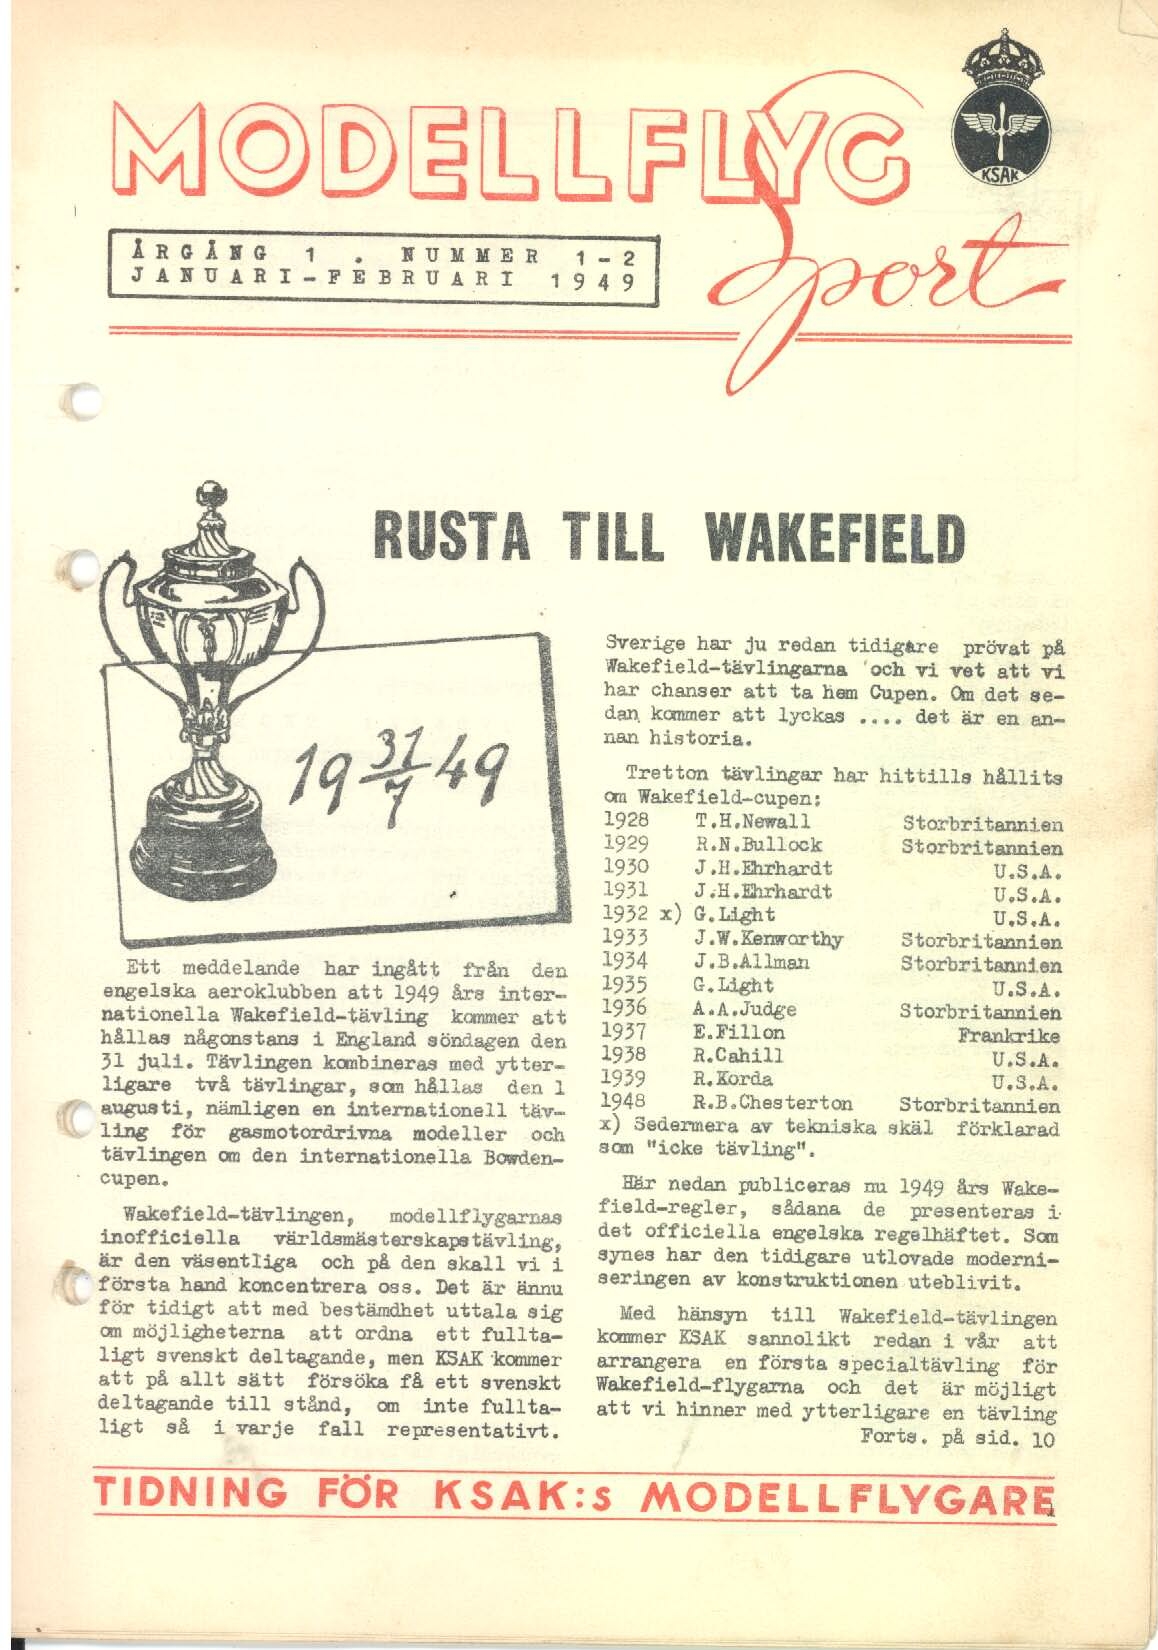 MODELLFLYG
Sport
KSAK
ÅRGÅNG 1 . NUMMER 1-2
JANUARI-FEBRUARI 1949
RUSTA TILL WAKEFIELD
19 31/7 49
Ett meddelande har ingått från den
engelska aeroklubben att 1949 års inter-
nationella Wakefield-tävling kommer att
hållas någonstans i England söndagen den
31 juli. Tävlingen kombineras med ytter-
ligare två tävlingar, som hållas den 1
augusti, nämligen en internationell täv-
ling för gasmotordrivna modeller och
tävlingen om den internationella Bowden-
cupen.
Wakefield-tävlingen, modellflygarnas
inofficiella världsmästerskapstävling,
är den väsentliga och på den skall vi i
första hand koncentrera oss. Det är ännu
för tidigt att med bestämdhet uttala sig
om möjligheterna att ordna ett fullta-
ligt svenskt deltagande, men KSAK kommer
att på allt sätt försöka få ett svenskt
deltagande till stånd, om inte fullta-
ligt så i varje fall representativt.
Sverige har ju redan tidigare prövat på
Wakefield-tävlingarna och vi vet att vi
har chanser att ta hem Cupen. Om det se-
dan kommer att lyckas .... det är en an-
nan historia.
Tretton tävlingar har hittills hållits
om Wakefield-cupen:
1928 T.H.Newall Storbritannien
1929 R.N.Bullock Storbritannien
1930 J.H.Ehrhardt U.S.A.
1931 J.H.Ehrhardt U.S.A.
1932 x) G.Light U.S.A.
1933 J.W.Kenworthy Storbritannien
1934 J.B.Allman Storbritannien
1935 G.Light U.S.A.
1936 A.A.Judge Storbritannien
1937 E.Fillon Frankrike
1938 R.Cahill U.S.A.
1939 R.Korda U.S.A.
1948 R.B.Chesterton Storbritannien
x) Sedermera av tekniska skäl förklarad
som "icke tävling".
Här nedan publiceras nu 1949 års Wake-
field-regler, sådana de presenteras i
det officiella engelska regelhäftet. Som
synes har den tidigare utlovade moderni-
seringen av konstruktionen uteblivit.
Med hänsyn till Wakefield-tävlingen
kommer KSAK sannolikt redan i vår att
arrangera en första specialtävling för
Wakefield-flygarna och det är möjligt
att vi hinner med ytterligare en tävling
Forts. på sid. 10
TIDNING FÖR KSAK:s MODELLFLYGARE
1